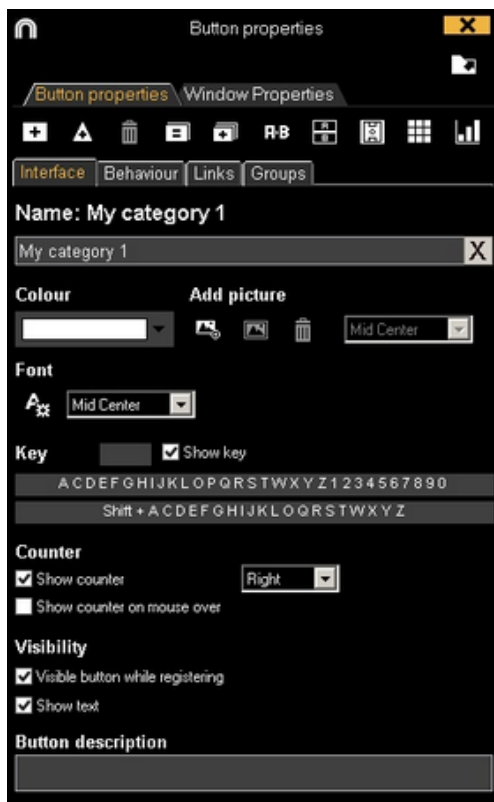 Button properties
X
Button properties Window Properties
A-B
A
B
Interface Behaviour Links Groups
Name: My category 1
My category 1 X
Colour Add picture
Mid Center
Font
Mid Center
Key Show key
A C D E F G H I J K L O P Q R S T W X Y Z 1 2 3 4 5 6 7 8 9 0
Shift + A C D E F G H I J K L O Q R S T W X Y Z
Counter
Show counter Right
Show counter on mouse over
Visibility
Visible button while registering
Show text
Button description